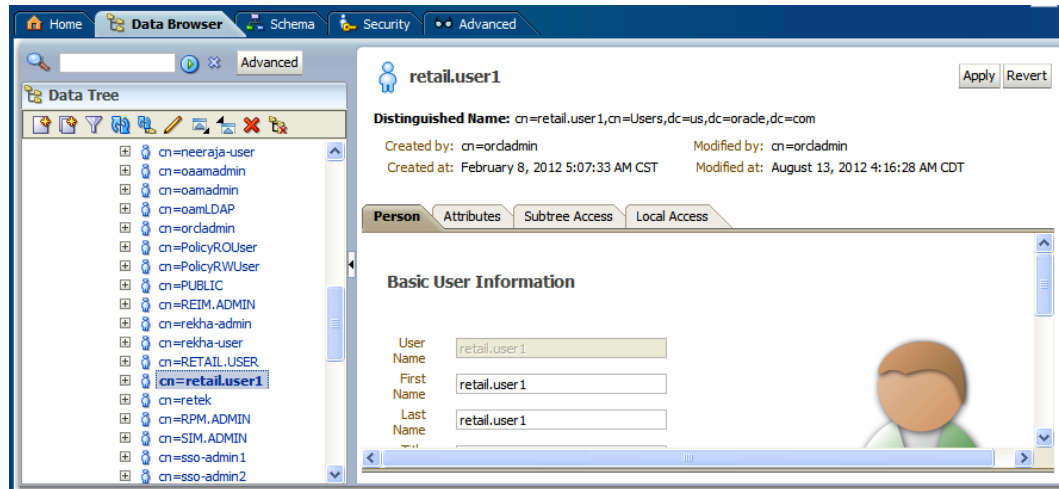 Home Data Browser Schema Security Advanced
Advanced
Data Tree
cn=neeraja-user
cn=oaamadmin
cn=oamadmin
cn=oamLDAP
cn=orcladmin
cn=PolicyROUser
cn=PolicyRWUser
cn=PUBLIC
cn=REIM.ADMIN
cn=rekha-admin
cn=rekha-user
cn=RETAIL.USER
cn=retail.user1
cn=retek
cn=RPM.ADMIN
cn=SIM.ADMIN
cn=sso-admin1
cn=sso-admin2
retail.user1 Apply Revert
Distinguished Name: cn=retail.user1,cn=Users,dc=us,dc=oracle,dc=com
Created by: cn=orcladmin Modified by: cn=orcladmin
Created at: February 8, 2012 5:07:33 AM CST Modified at: August 13, 2012 4:16:28 AM CDT
Person Attributes Subtree Access Local Access
Basic User Information
User
Name retail.user1
First
Name retail.user1
Last
Name retail.user1